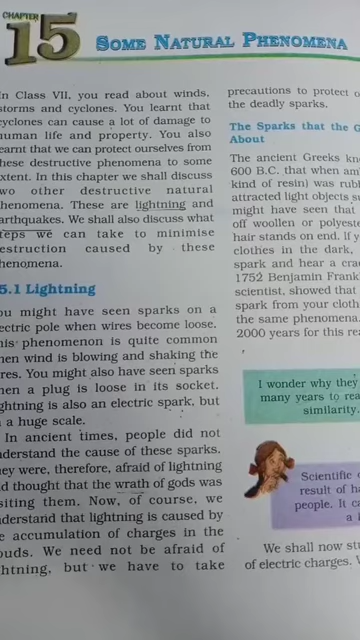 CHAPTER
15
SOME NATURAL PHENOMENA
In Class VII, you read about winds,
storms and cyclones. You learnt that
cyclones can cause a lot of damage to
human life and property. You also
learnt that we can protect ourselves from
these destructive phenomena to some
extent. In this chapter we shall discuss
two other destructive natural
phenomena. These are lightning and
earthquakes. We shall also discuss what
steps we can take to minimise
destruction caused by these
phenomena.
5.1 Lightning
You might have seen sparks on a
electric pole when wires become loose.
This phenomenon is quite common
when wind is blowing and shaking the
wires. You might also have seen sparks
when a plug is loose in its socket.
Lightning is also an electric spark, but
on a huge scale.
In ancient times, people did not
understand the cause of these sparks.
They were, therefore, afraid of lightning
and thought that the wrath of gods was
visiting them. Now, of course, we
understand that lightning is caused by
the accumulation of charges in the
clouds. We need not be afraid of
lightning, but we have to take
precautions to protect o
the deadly sparks.
The Sparks that the G
About
The ancient Greeks kn
600 B.C. that when am
kind of resin) was rub
attracted light objects s
might have seen that
off woollen or polyeste
hair stands on end. If y
clothes in the dark,
spark and hear a cra
1752 Benjamin Frank
scientist, showed that
spark from your cloth
the same phenomena.
2000 years for this rea
I wonder why they
many years to rea
similarity.
Scientific
result of ha
people. It ca
a
We shall now stu
of electric charges. W